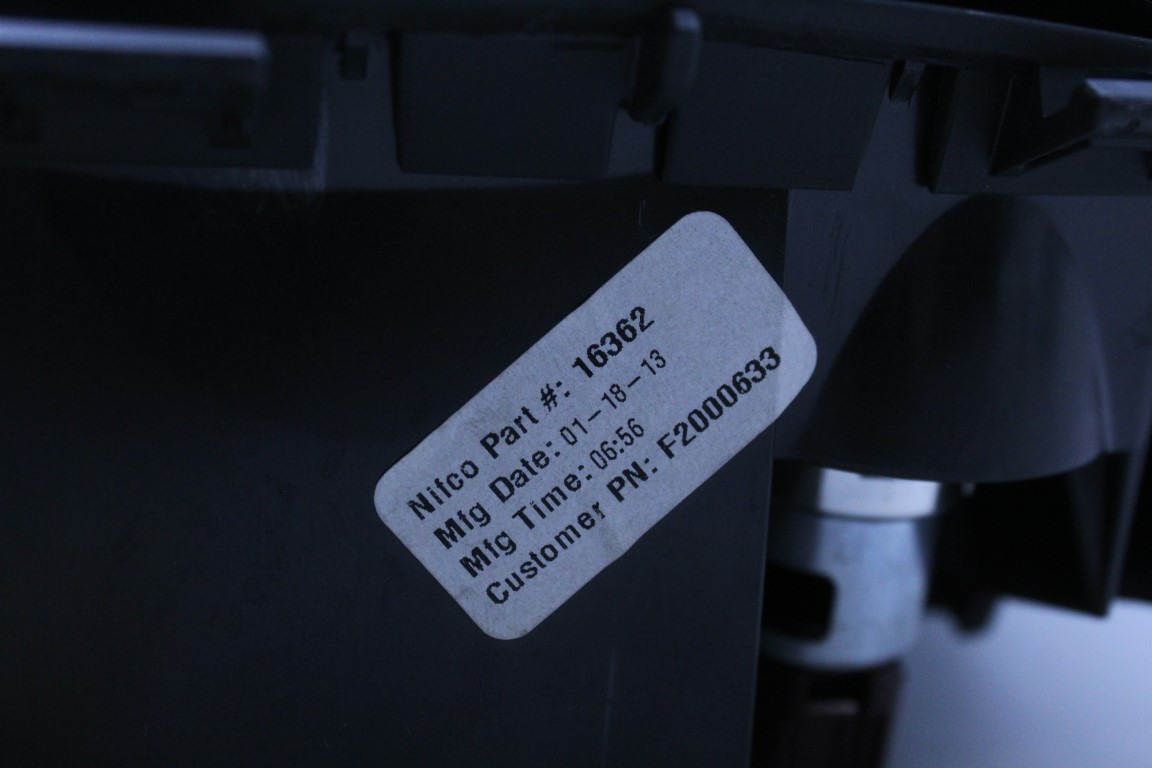 Nifco Part #: 16362
Mfg Date: 01-18-13
Mfg Time: 06:56
Customer PN: F2000633